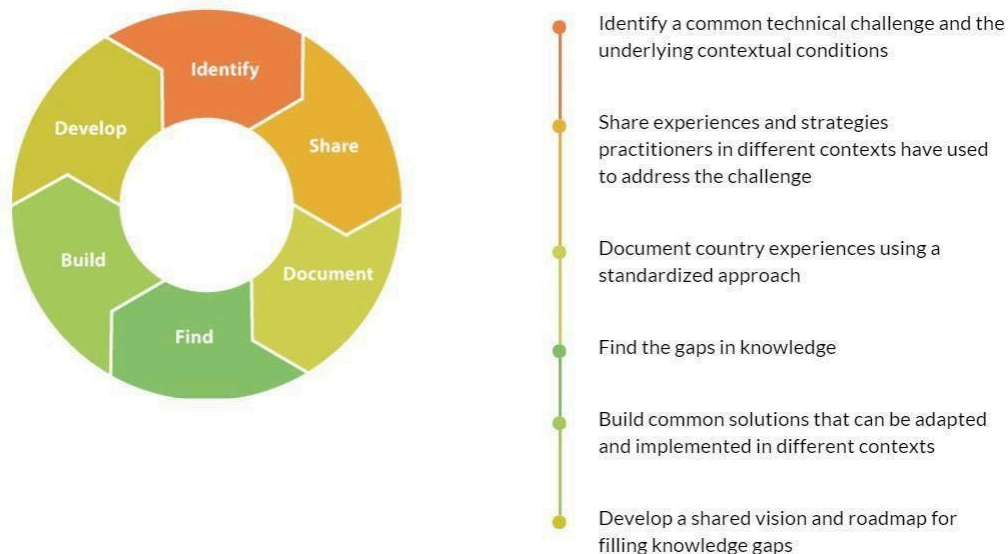 Identify
Share
Document
Find
Build
Develop
Identify a common technical challenge and the
underlying contextual conditions
Share experiences and strategies
practitioners in different contexts have used
to address the challenge
Document country experiences using a
standardized approach
Find the gaps in knowledge
Build common solutions that can be adapted
and implemented in different contexts
Develop a shared vision and roadmap for
filling knowledge gaps